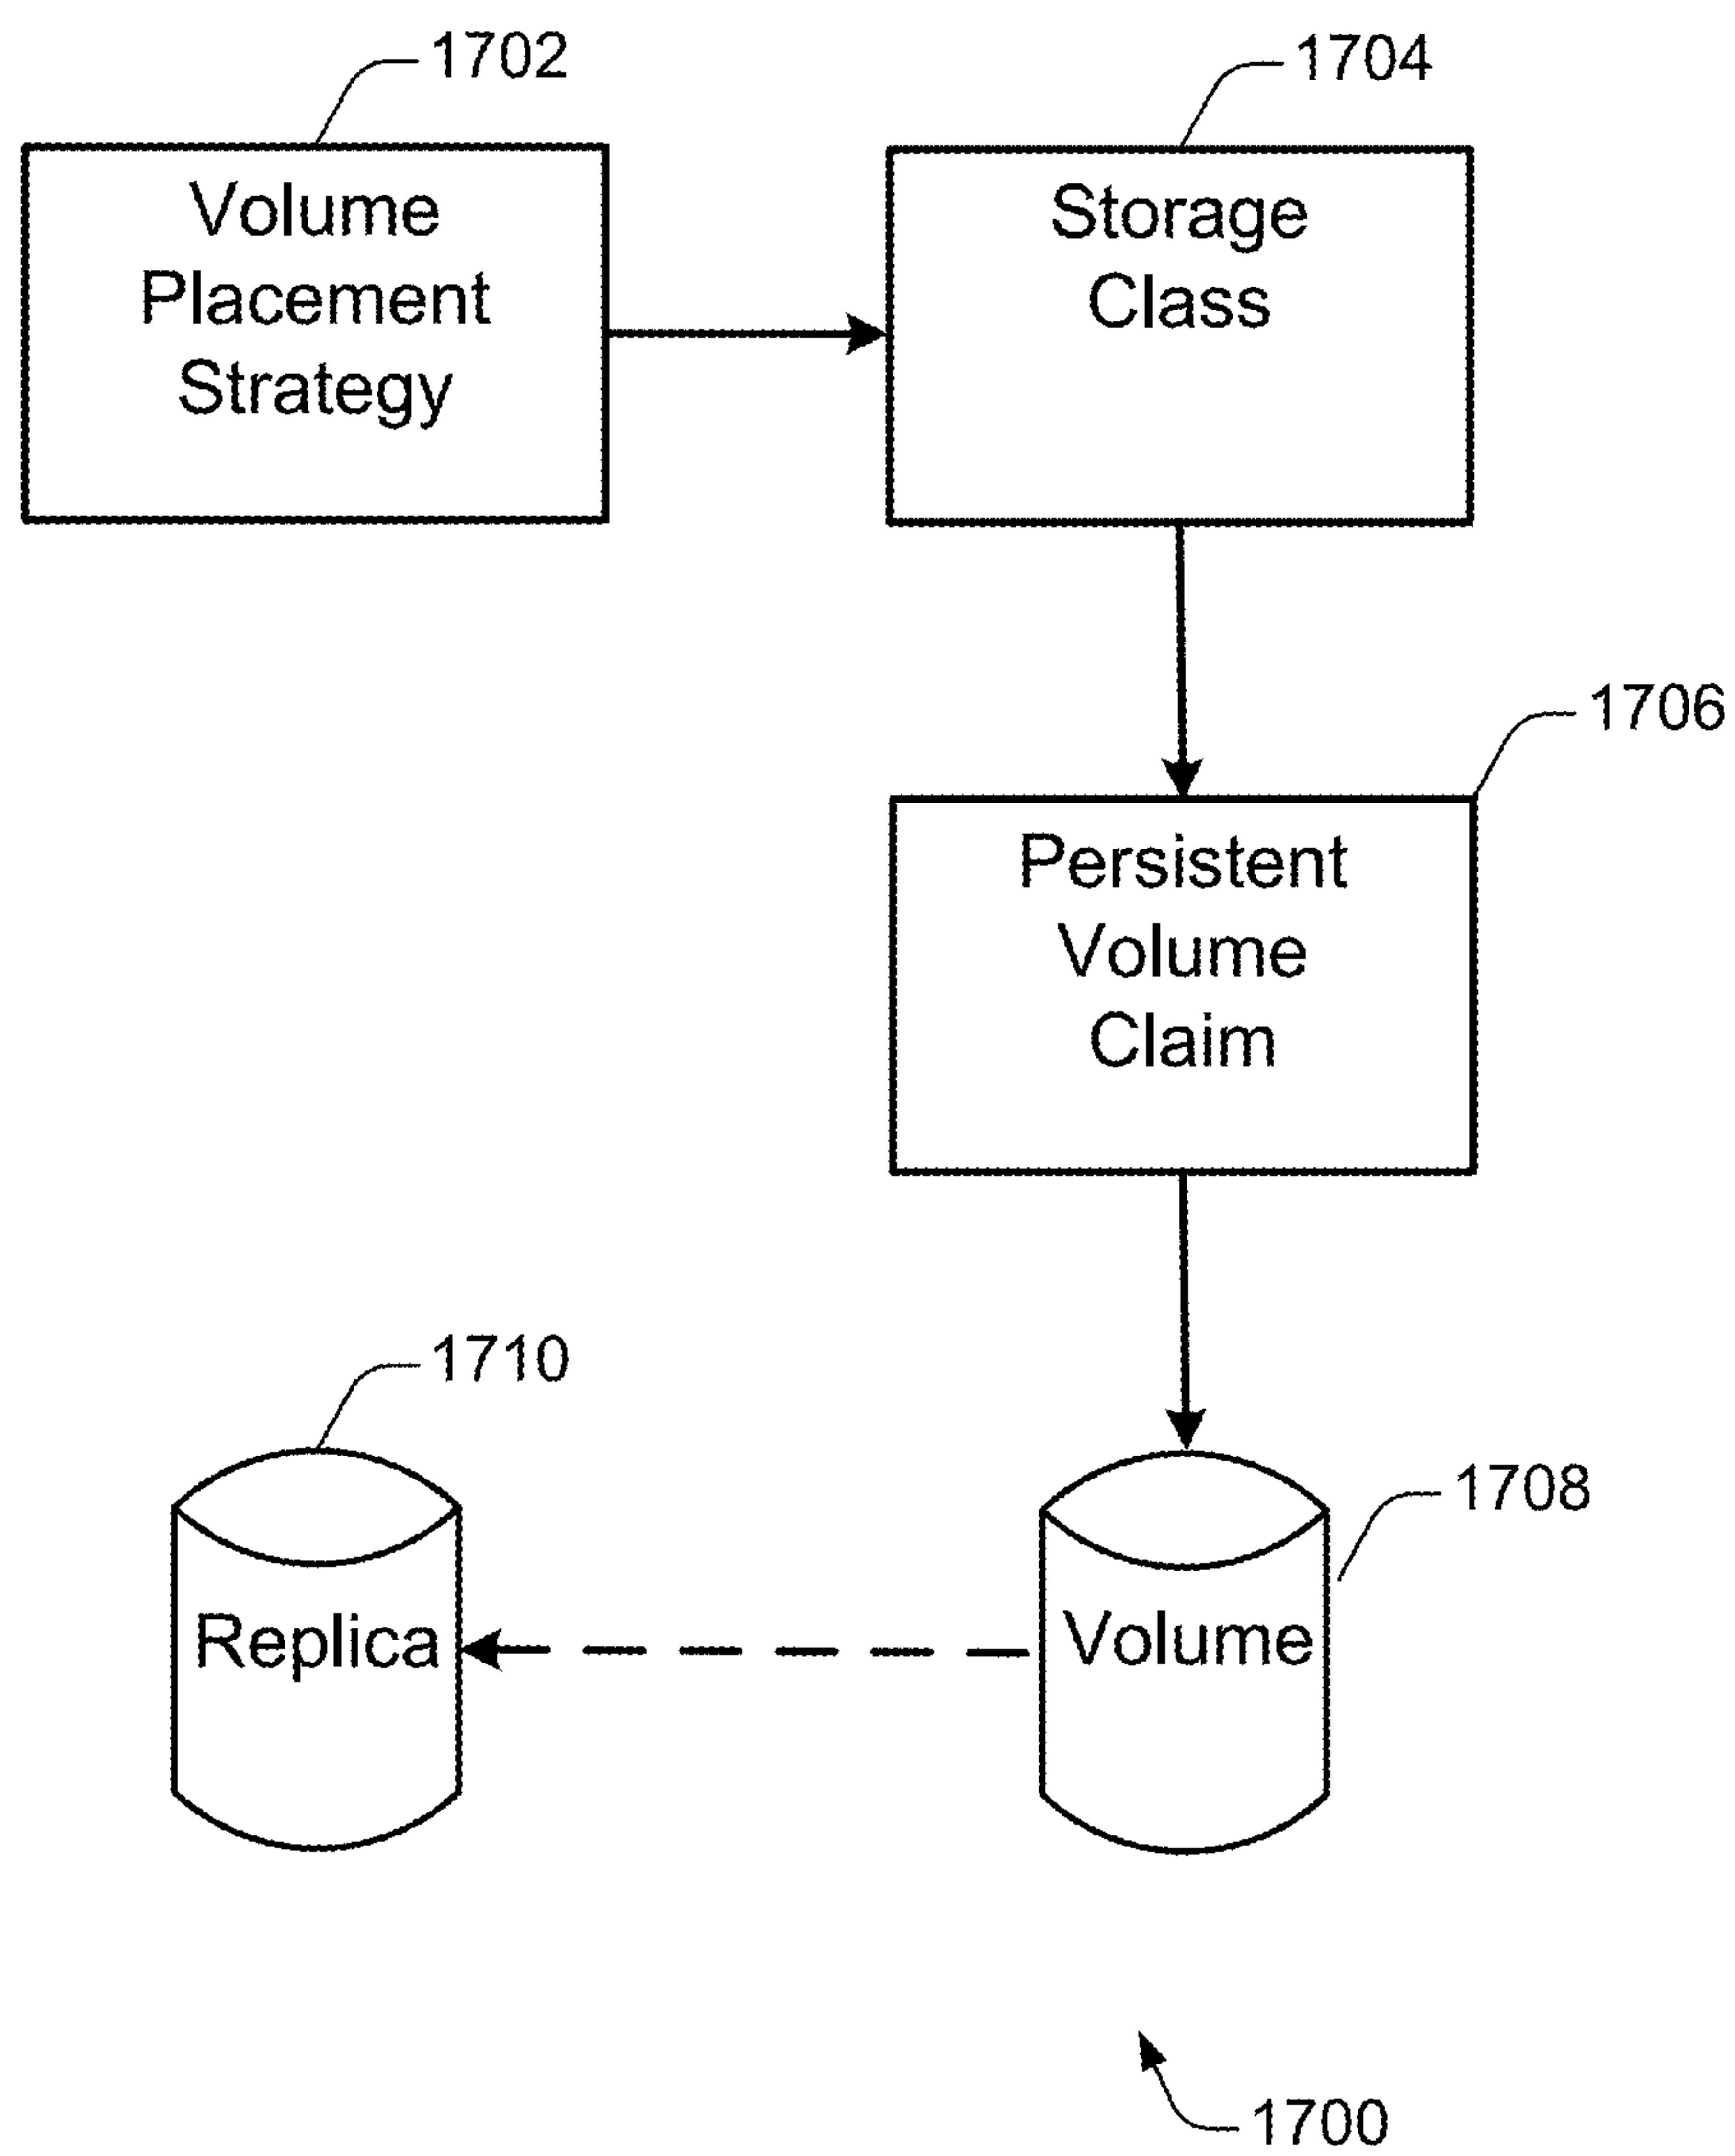 1702
1704
Volume
Placement
Strategy
Storage
Class
1706
Persistent
Volume
Claim
1710
1708
Replica
Volume
1700